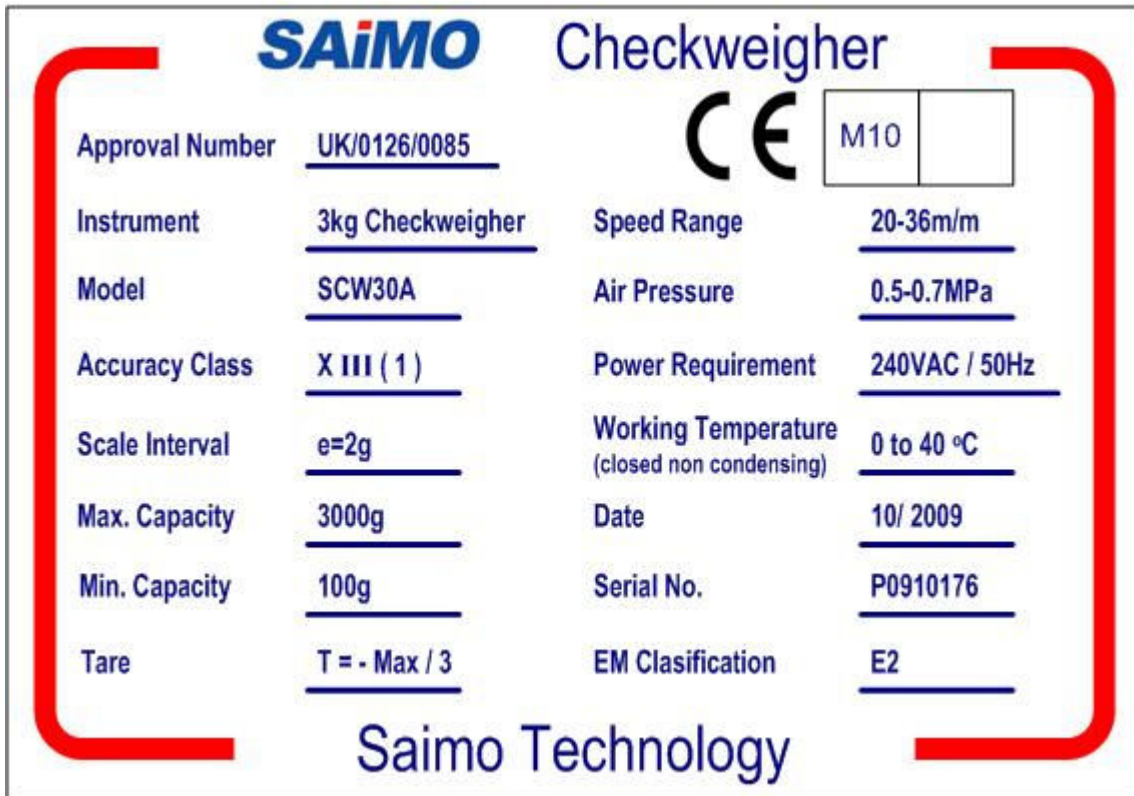 SAiMO Checkweigher
CE M10
Approval Number UK/0126/0085
Instrument 3kg Checkweigher Speed Range 20-36m/m
Model SCW30A Air Pressure 0.5-0.7MPa
Accuracy Class X III ( 1 ) Power Requirement 240VAC / 50Hz
Scale Interval e=2g Working Temperature (closed non condensing) 0 to 40 °C
Max. Capacity 3000g Date 10/ 2009
Min. Capacity 100g Serial No. P0910176
Tare T = - Max / 3 EM Clasification E2
Saimo Technology